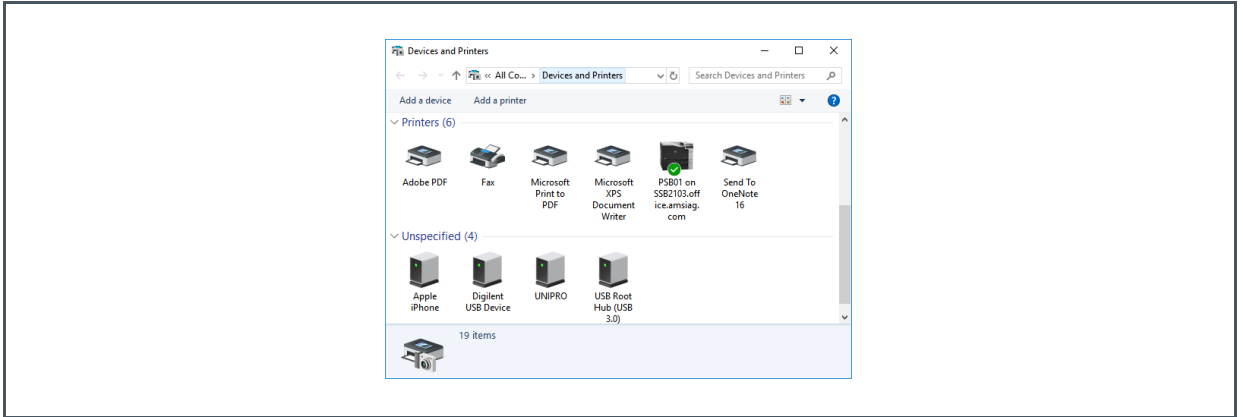 Devices and Printers
« All Co... › Devices and Printers
Search Devices and Printers
Add a device Add a printer
Printers (6)
Adobe PDF
Fax
Microsoft
Print to
PDF
Microsoft
XPS
Document
Writer
PSB01 on
SSB2103.off
ice.amsiag.
com
Send To
OneNote
16
Unspecified (4)
Apple
iPhone
Digilent
USB Device
UNIPRO
USB Root
Hub (USB
3.0)
19 items